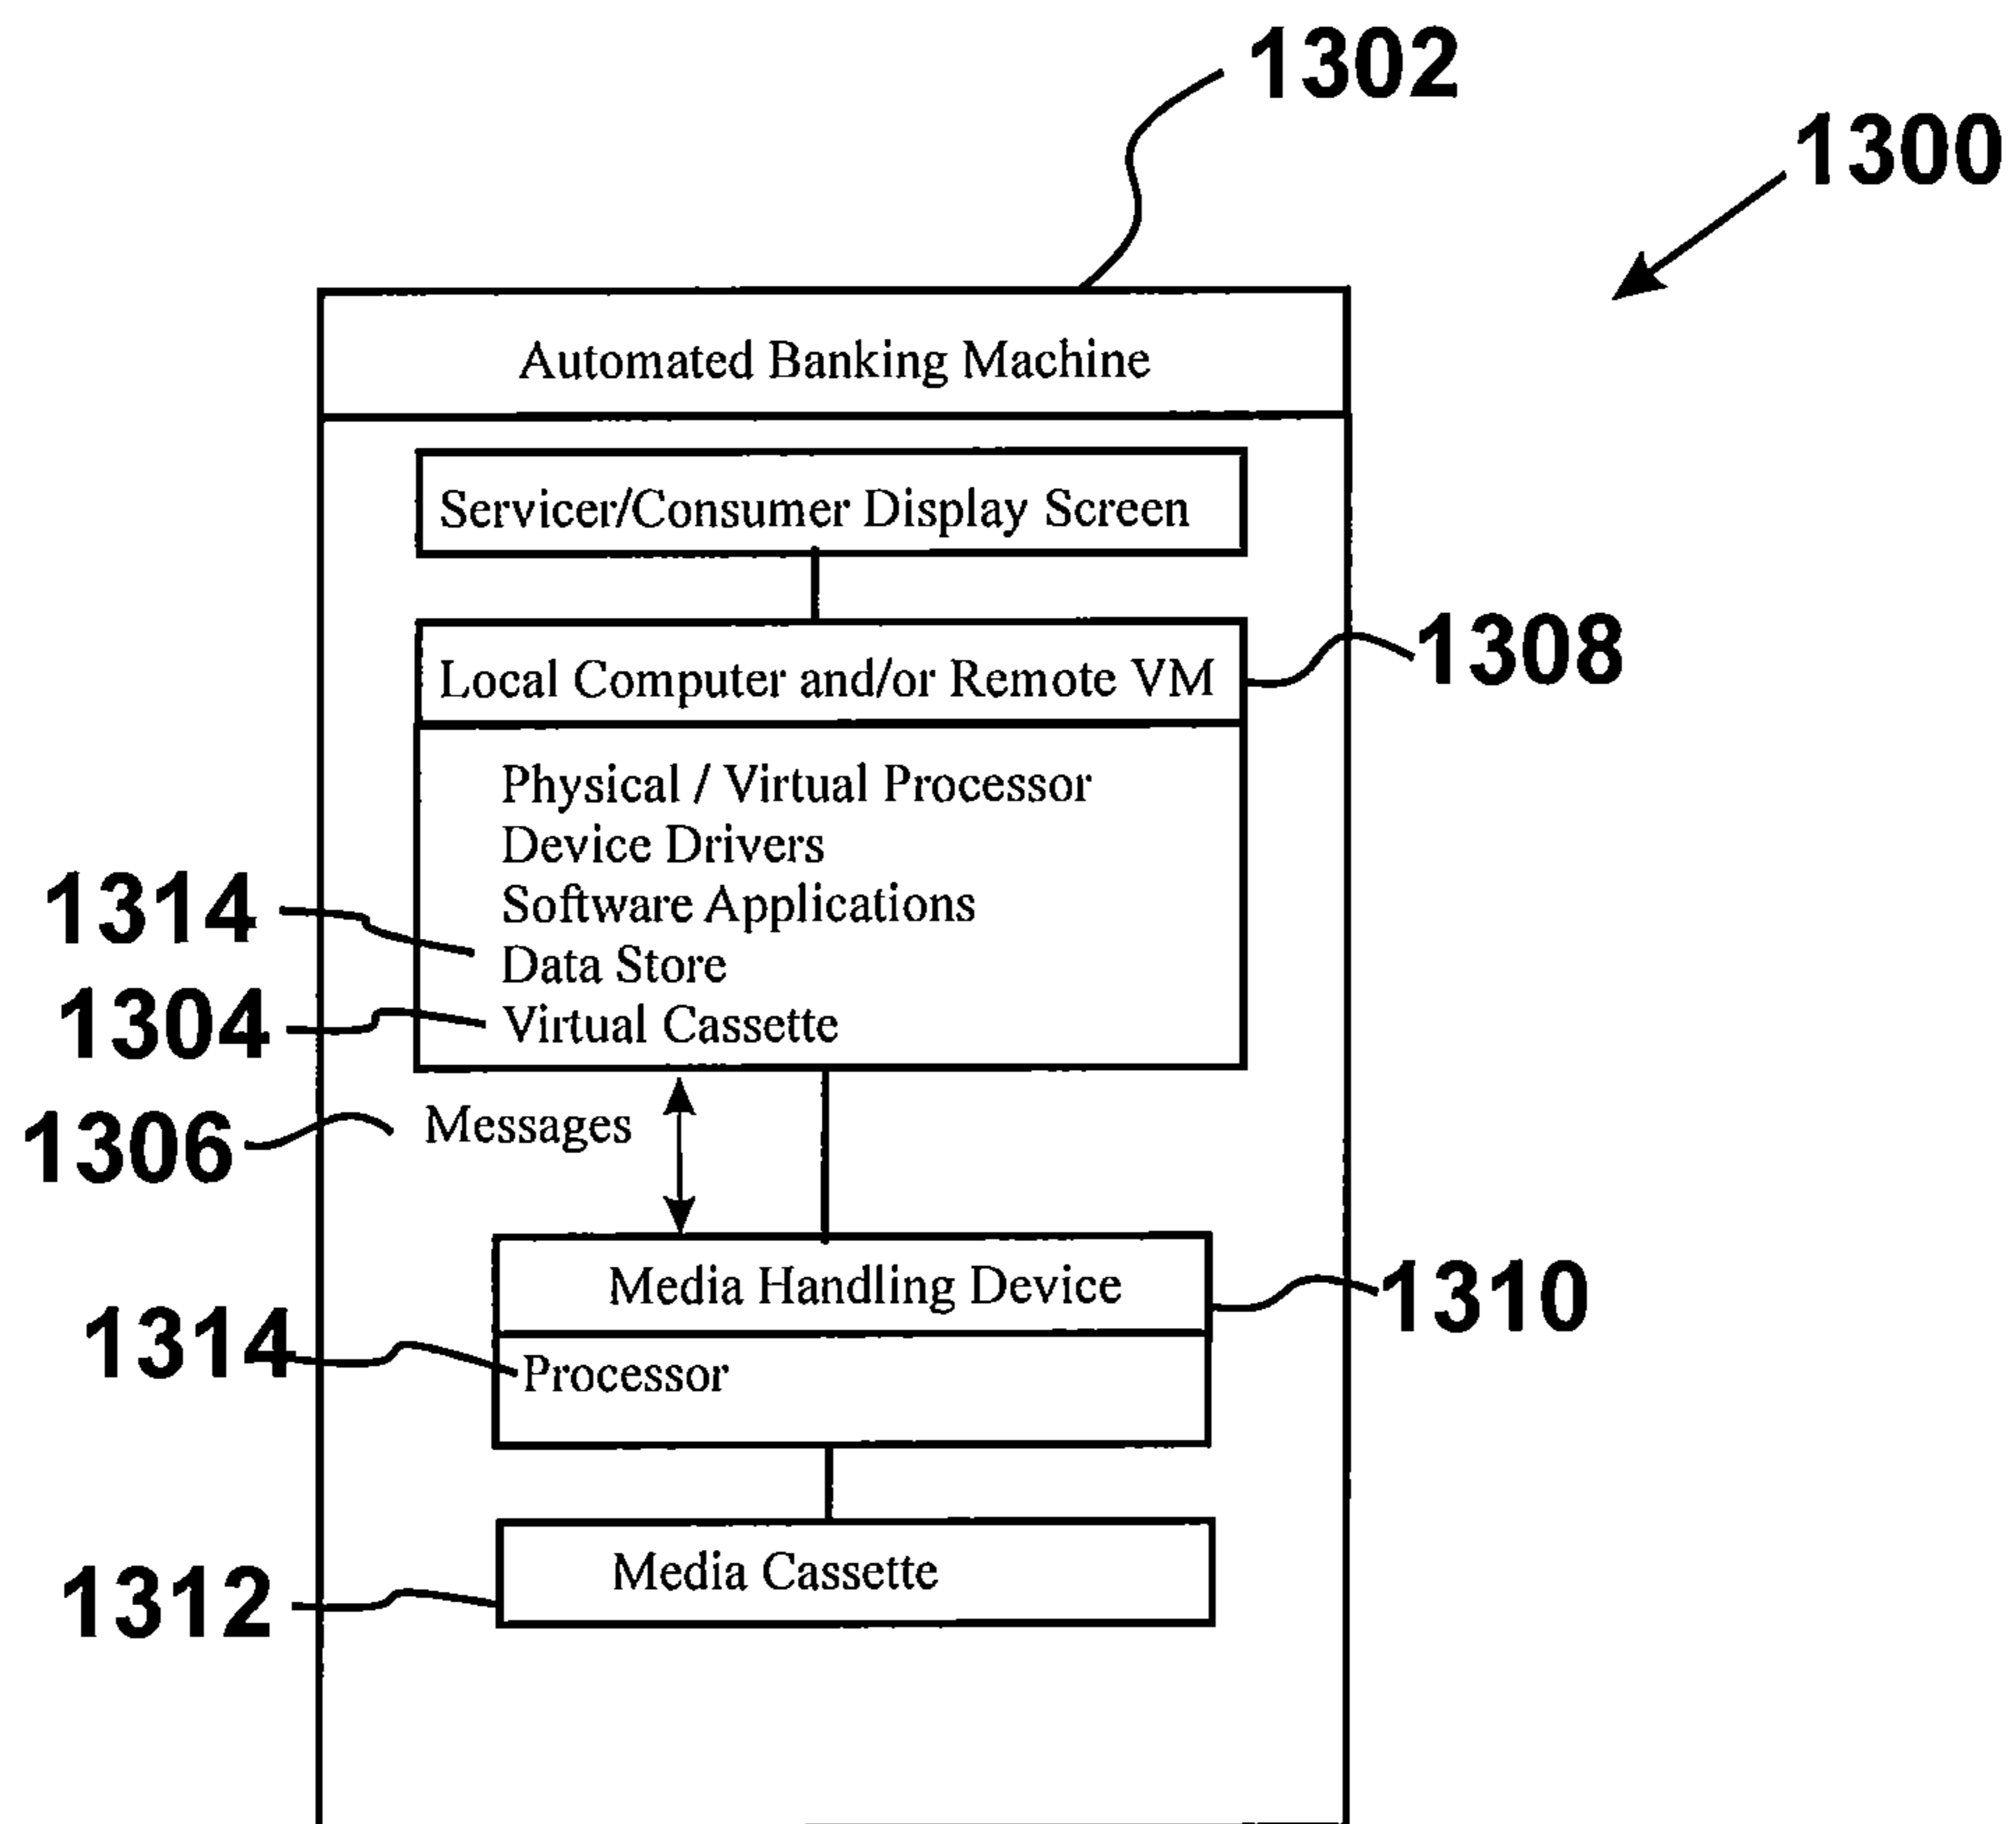 1302
1300
Automated Banking Machine
Servicer/Consumer Display Screen
Local Computer and/or Remote VM
1308
Physical / Virtual Processor
Device Drivers
Software Applications
1314
Data Store
1304
Virtual Cassette
1306
Messages
Media Handling Device
1310
1314
Processor
Media Cassette
1312